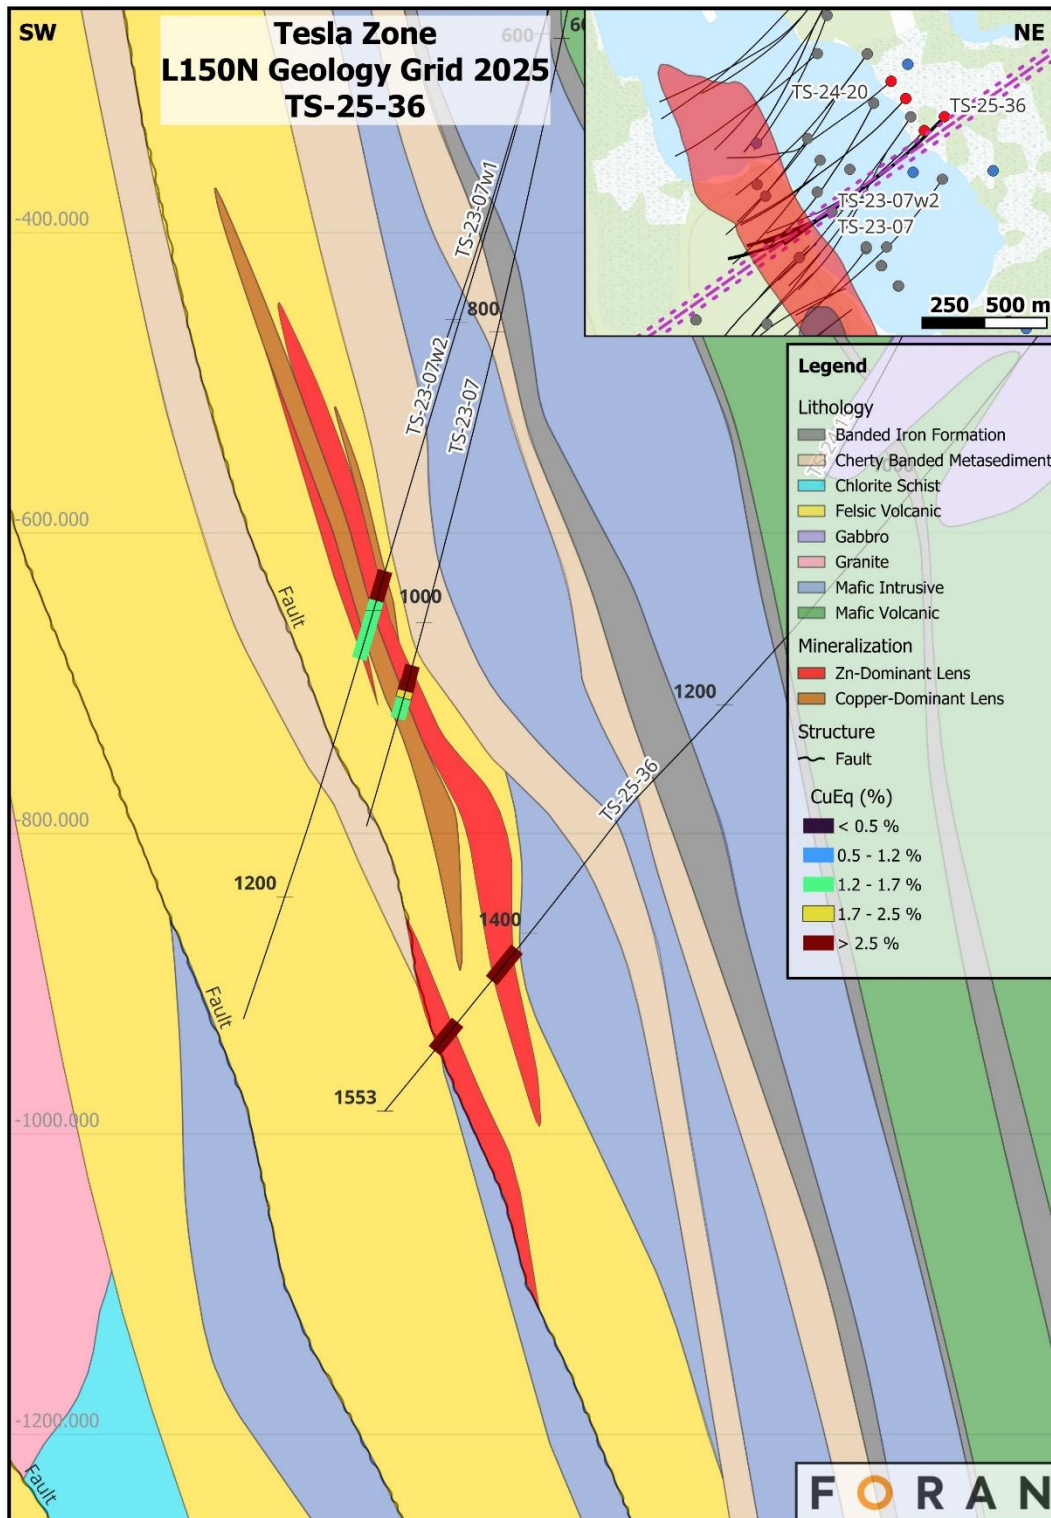 SW
Tesla Zone
L150N Geology Grid 2025
TS-25-36
600
60
NE
TS-24-20
TS-25-36
TS-23-07w2
TS-23-07
250 500 m
TS-23-07w1
-400.000
800
TS-23-07w2
TS-23-07
Legend
Lithology
Banded Iron Formation
Cherty Banded Metasediment
Chlorite Schist
Felsic Volcanic
Gabbro
Granite
Mafic Intrusive
Mafic Volcanic
Mineralization
Zn-Dominant Lens
Copper-Dominant Lens
Structure
Fault
CuEq (%)
< 0.5 %
0.5 - 1.2 %
1.2 - 1.7 %
1.7 - 2.5 %
> 2.5 %
-600.000
Fault
1000
1200
TS-25-36
-800.000
1200
1400
Fault
1553
-1000.000
-1200.000
Fault
FORAN